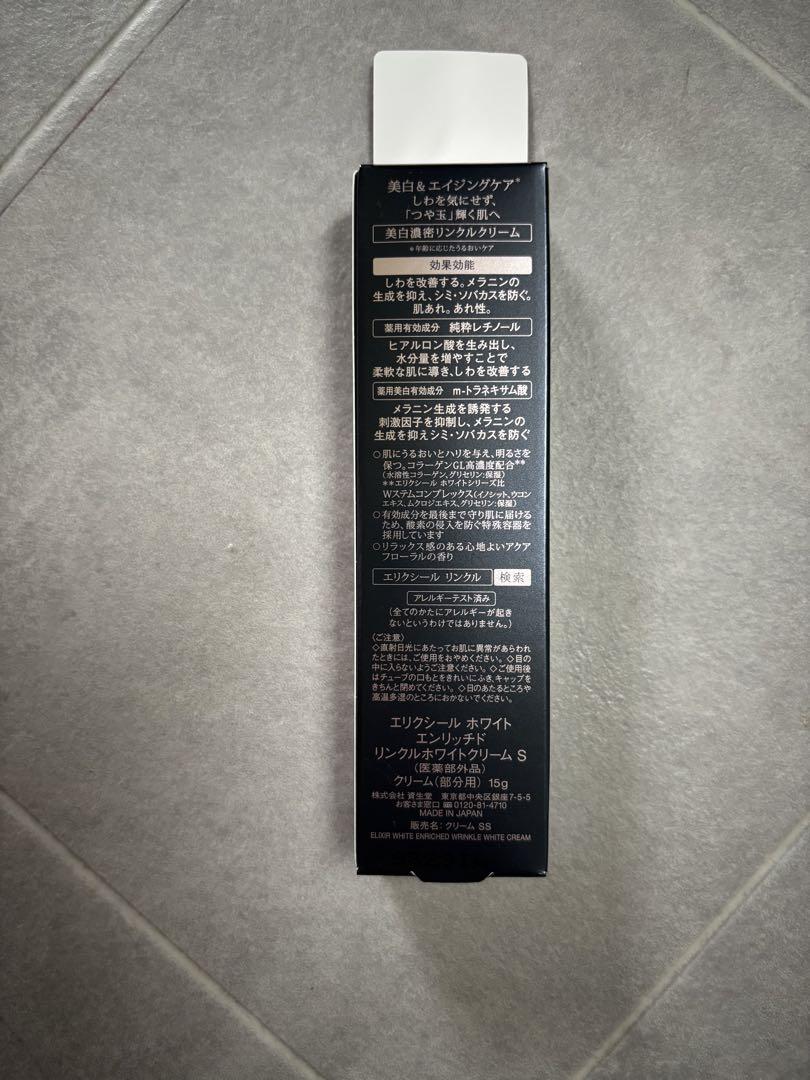 美白&エイジングケア*
しわを気にせず、
「つや玉」輝く肌へ
美白濃密リンクルクリーム
*年齢に応じたうるおいケア
効果効能
しわを改善する。メラニンの
生成を抑え、シミ・ソバカスを防ぐ。
肌あれ。あれ性。
薬用有効成分 純粋レチノール
ヒアルロン酸を生み出し、
水分量を増やすことで
柔軟な肌に導き、しわを改善する
薬用美白有効成分 m-トラネキサム酸
メラニン生成を誘発する
刺激因子を抑制し、メラニンの
生成を抑えシミ・ソバカスを防ぐ
○肌にうるおいとハリを与え、明るさを
保つ。コラーゲンGL高濃度配合**
(水溶性コラーゲン,グリセリン:保湿)
**エリクシール ホワイトシリーズ比
Wステムコンプレックス(イノシット,ウコン
エキス,ムクロジエキス,グリセリン:保湿)
○有効成分を最後まで守り肌に届ける
ため、酸素の侵入を防ぐ特殊容器を
採用しています
○リラックス感のある心地よいアクア
フローラルの香り
エリクシール リンクル 検索
アレルギーテスト済み
(全てのかたにアレルギーが起き
ないというわけではありません。)
〈ご注意〉
◇直射日光にあたってお肌に異常があらわれ
たときには、ご使用をおやめください。◇目の
中に入らないようご注意ください。◇ご使用後
はチューブの口もとをきれいにふき、キャップを
きちんと閉めてください。◇日のあたるところや
高温多湿のところにおかないでください。
エリクシール ホワイト
エンリッチド
リンクルホワイトクリーム S
(医薬部外品)
クリーム(部分用) 15g
株式会社 資生堂 東京都中央区銀座7-5-5
お客さま窓口 0120-81-4710
MADE IN JAPAN
販売名:クリーム SS
ELIXIR WHITE ENRICHED WRINKLE WHITE CREAM